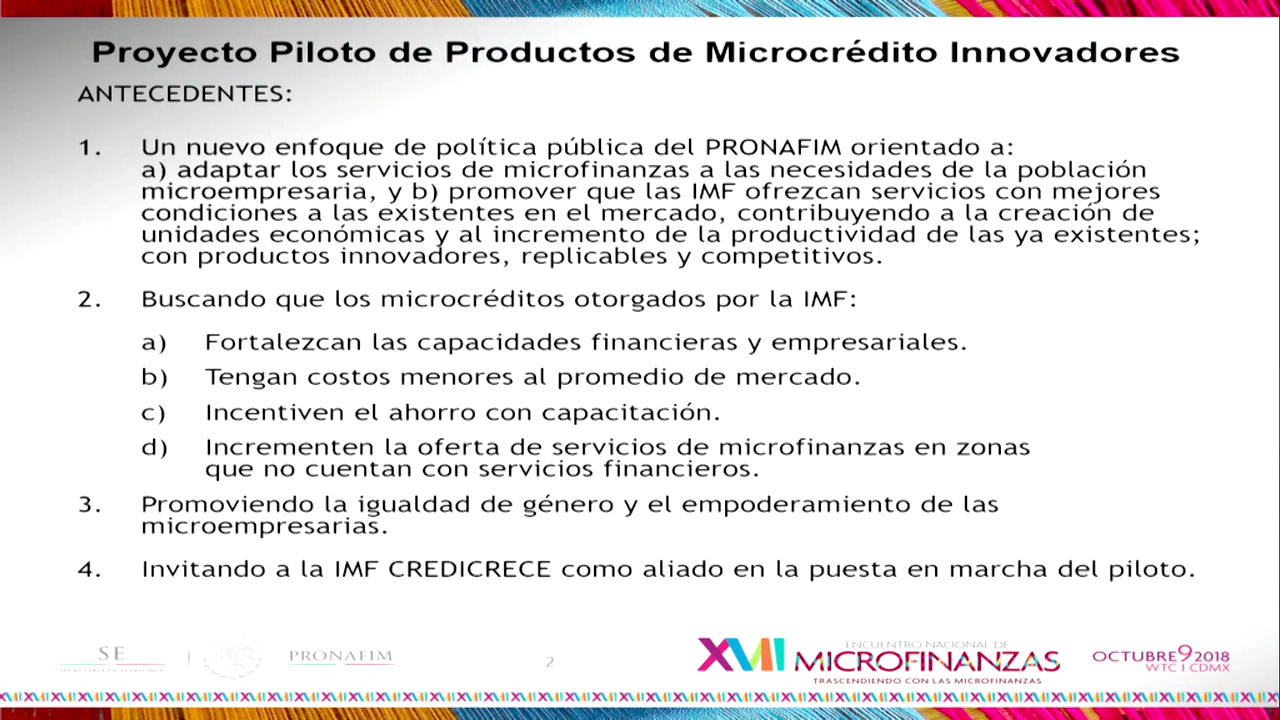 Proyecto Piloto de Productos de Microcrédito Innovadores
ANTECEDENTES:
1. Un nuevo enfoque de política pública del PRONAFIM orientado a:
a) adaptar los servicios de microfinanzas a las necesidades de la población
microempresaria, y b) promover que las IMF ofrezcan servicios con mejores
condiciones a las existentes en el mercado, contribuyendo a la creación de
unidades económicas y al incremento de la productividad de las ya existentes;
con productos innovadores, replicables y competitivos.
2. Buscando que los microcréditos otorgados por la IMF:
a) Fortalezcan las capacidades financieras y empresariales.
b) Tengan costos menores al promedio de mercado.
c) Incentiven el ahorro con capacitación.
d) Incrementen la oferta de servicios de microfinanzas en zonas
que no cuentan con servicios financieros.
3. Promoviendo la igualdad de género y el empoderamiento de las
microempresarias.
4. Invitando a la IMF CREDICRECE como aliado en la puesta en marcha del piloto.
SE
SECRETARÍA DE ECONOMÍA
PRONAFIM
2
XVII
ENCUENTRO NACIONAL DE
MICROFINANZAS
TRASCENDIENDO CON LAS MICROFINANZAS
OCTUBRE 9 2018
WTC | CDMX